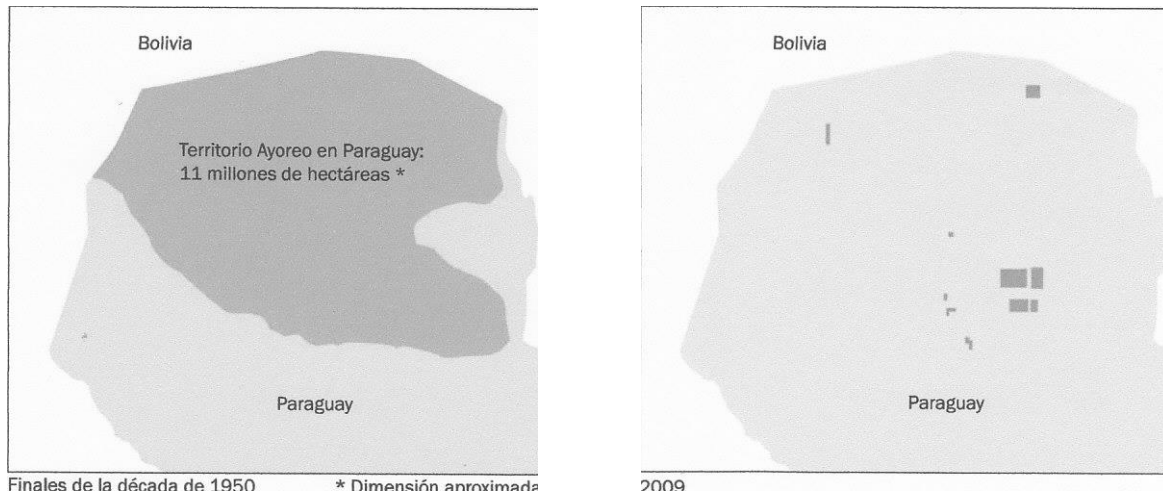 Bolivia
Territorio Ayoreo en Paraguay:
11 millones de hectáreas *
Paraguay
Finales de la década de 1950
* Dimensión aproximada
Bolivia
Paraguay
2009